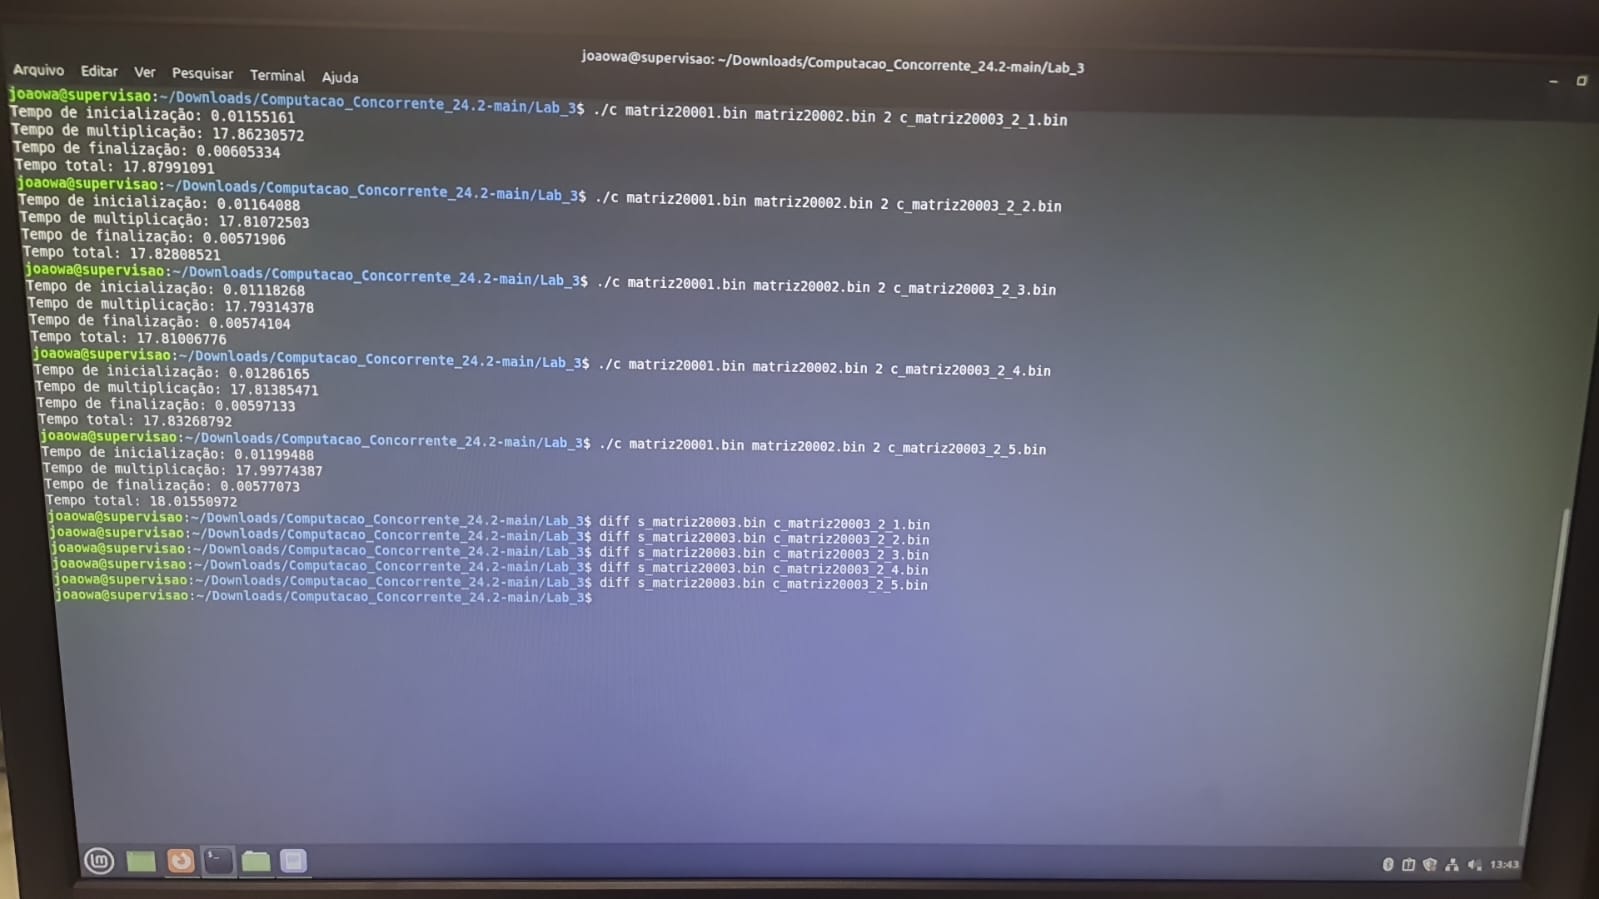 joaowa@supervisao: ~/Downloads/Computacao_Concorrente_24.2-main/Lab_3
Arquivo Editar Ver Pesquisar Terminal Ajuda
joaowa@supervisao:~/Downloads/Computacao_Concorrente_24.2-main/Lab_3$ ./c matriz20001.bin matriz20002.bin 2 c_matriz20003_2_1.bin
Tempo de inicialização: 0.01155161
Tempo de multiplicação: 17.86230572
Tempo de finalização: 0.00605334
Tempo total: 17.87991091
joaowa@supervisao:~/Downloads/Computacao_Concorrente_24.2-main/Lab_3$ ./c matriz20001.bin matriz20002.bin 2 c_matriz20003_2_2.bin
Tempo de inicialização: 0.01164088
Tempo de multiplicação: 17.81072503
Tempo de finalização: 0.00571906
Tempo total: 17.82808521
joaowa@supervisao:~/Downloads/Computacao_Concorrente_24.2-main/Lab_3$ ./c matriz20001.bin matriz20002.bin 2 c_matriz20003_2_3.bin
Tempo de inicialização: 0.01118268
Tempo de multiplicação: 17.79314378
Tempo de finalização: 0.00574104
Tempo total: 17.81006776
joaowa@supervisao:~/Downloads/Computacao_Concorrente_24.2-main/Lab_3$ ./c matriz20001.bin matriz20002.bin 2 c_matriz20003_2_4.bin
Tempo de inicialização: 0.01286165
Tempo de multiplicação: 17.81385471
Tempo de finalização: 0.00597133
Tempo total: 17.83268792
joaowa@supervisao:~/Downloads/Computacao_Concorrente_24.2-main/Lab_3$ ./c matriz20001.bin matriz20002.bin 2 c_matriz20003_2_5.bin
Tempo de inicialização: 0.01199488
Tempo de multiplicação: 17.99774387
Tempo de finalização: 0.00577073
Tempo total: 18.01550972
joaowa@supervisao:~/Downloads/Computacao_Concorrente_24.2-main/Lab_3$ diff s_matriz20003.bin c_matriz20003_2_1.bin
joaowa@supervisao:~/Downloads/Computacao_Concorrente_24.2-main/Lab_3$ diff s_matriz20003.bin c_matriz20003_2_2.bin
joaowa@supervisao:~/Downloads/Computacao_Concorrente_24.2-main/Lab_3$ diff s_matriz20003.bin c_matriz20003_2_3.bin
joaowa@supervisao:~/Downloads/Computacao_Concorrente_24.2-main/Lab_3$ diff s_matriz20003.bin c_matriz20003_2_4.bin
joaowa@supervisao:~/Downloads/Computacao_Concorrente_24.2-main/Lab_3$ diff s_matriz20003.bin c_matriz20003_2_5.bin
joaowa@supervisao:~/Downloads/Computacao_Concorrente_24.2-main/Lab_3$
13:43